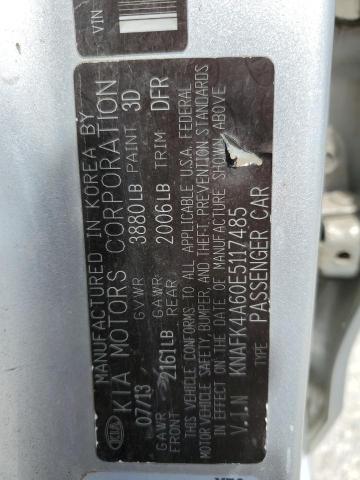 VIN
MANUFACTURED IN KOREA BY
KIA KIA MOTORS CORPORATION
07/13 GVWR 3880LB PAINT 3D
GAWR FRONT 2161LB GAWR REAR 2006LB TRIM DFR
THIS VEHICLE CONFORMS TO ALL APPLICABLE U.S.A. FEDERAL
MOTOR VEHICLE SAFETY, BUMPER, AND THEFT PREVENTION STANDARDS
IN EFFECT ON THE DATE OF MANUFACTURE SHOWN ABOVE
V.I.N KNAFK4A60E5117485
TYPE PASSENGER CAR